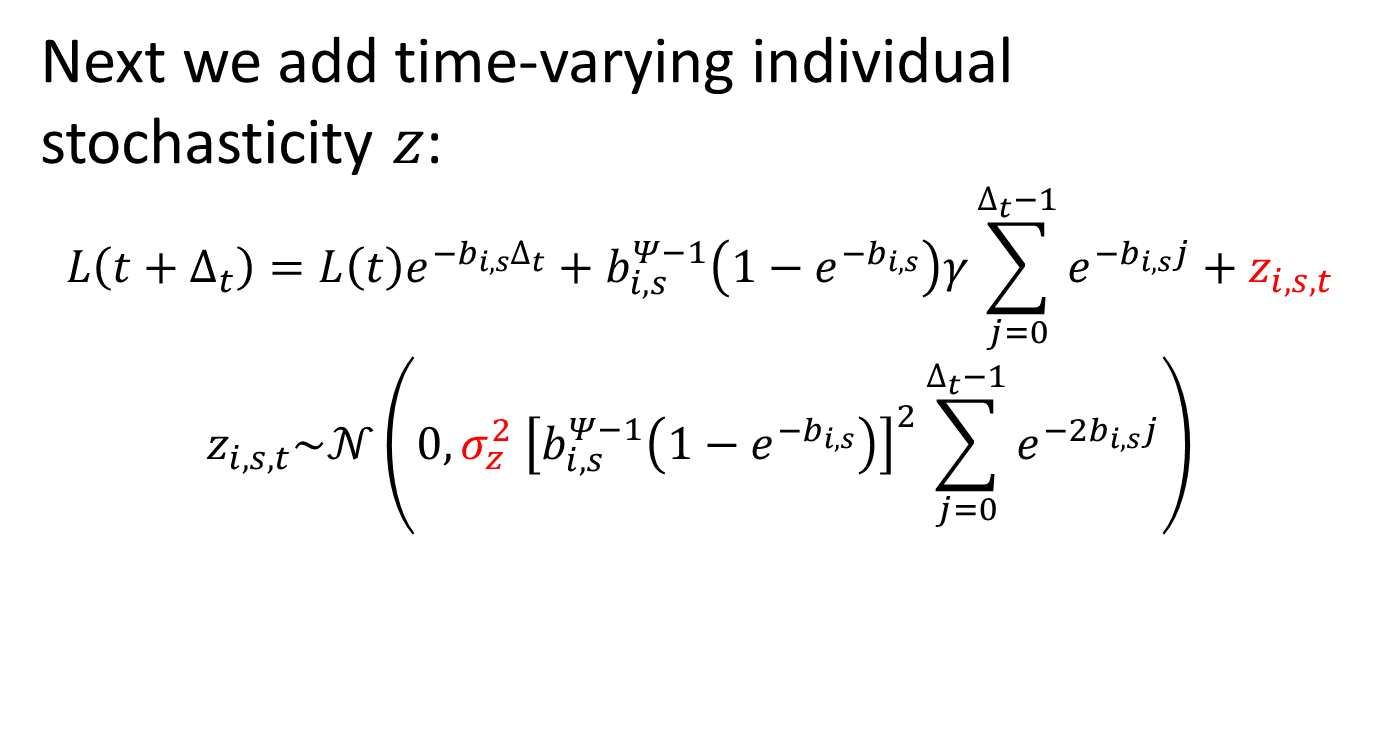 Next we add time-varying individual
stochasticity z:
L(t + Δ_t) = L(t)e^{−b_{i,s}Δ_t} + b_{i,s}^{Ψ−1}(1 − e^{−b_{i,s}})γ ∑_{j=0}^{Δ_t−1} e^{−b_{i,s}j} + z_{i,s,t}
z_{i,s,t}~𝒩(0, σ_z^2 [b_{i,s}^{Ψ−1}(1 − e^{−b_{i,s}})]^2 ∑_{j=0}^{Δ_t−1} e^{−2b_{i,s}j})